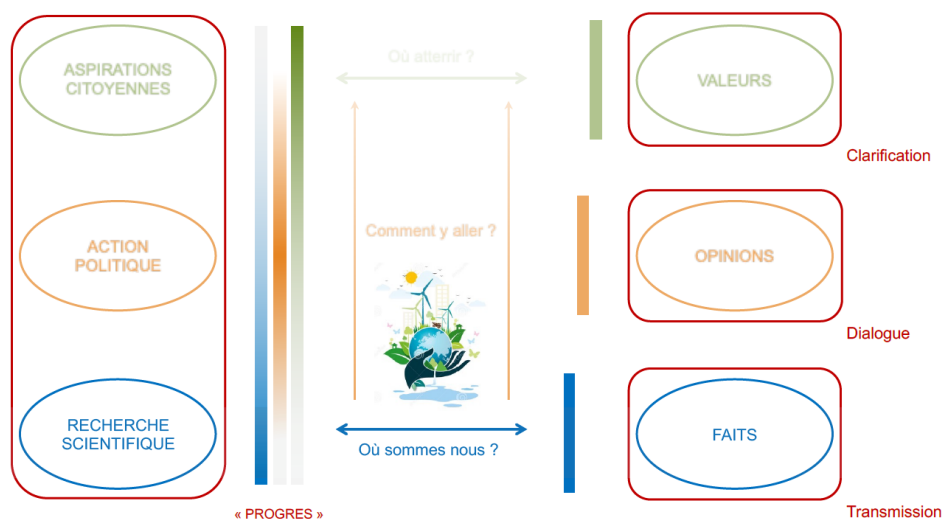 ASPIRATIONS
CITOYENNES
Où atterrir ?
VALEURS
Clarification
ACTION
POLITIQUE
Comment y aller ?
OPINIONS
Dialogue
RECHERCHE
SCIENTIFIQUE
Où sommes nous ?
FAITS
« PROGRES »
Transmission